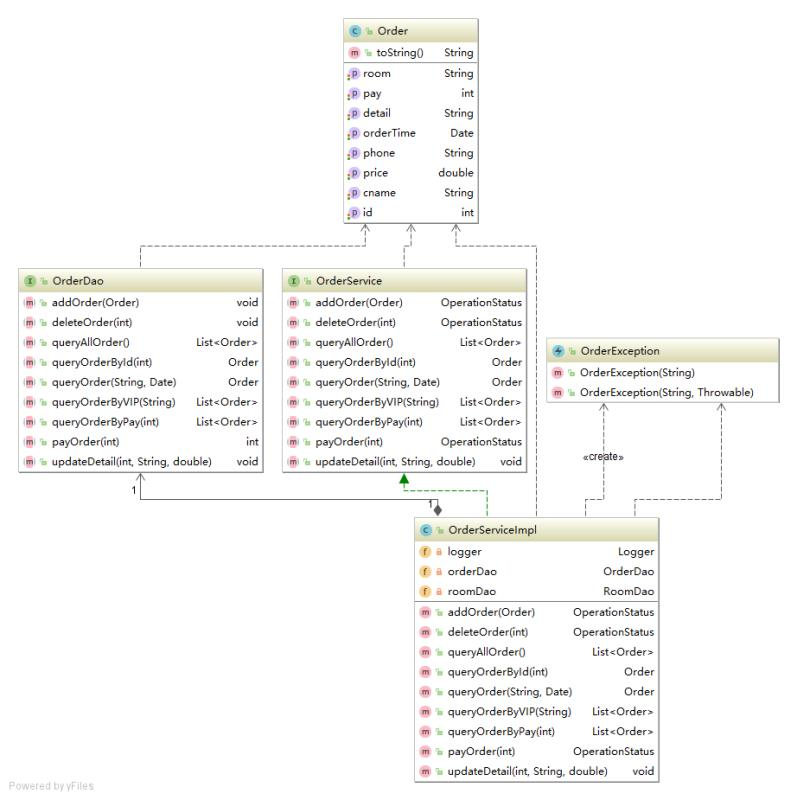 Order
toString() String
room String
pay int
detail String
orderTime Date
phone String
price double
cname String
id int
OrderDao
addOrder(Order) void
deleteOrder(int) void
queryAllOrder() List<Order>
queryOrderById(int) Order
queryOrder(String, Date) Order
queryOrderByVIP(String) List<Order>
queryOrderByPay(int) List<Order>
payOrder(int) int
updateDetail(int, String, double) void
OrderService
addOrder(Order) OperationStatus
deleteOrder(int) OperationStatus
queryAllOrder() List<Order>
queryOrderById(int) Order
queryOrder(String, Date) Order
queryOrderByVIP(String) List<Order>
queryOrderByPay(int) List<Order>
payOrder(int) OperationStatus
updateDetail(int, String, double) void
OrderException
OrderException(String)
OrderException(String, Throwable)
«create»
1
1
OrderServiceImpl
logger Logger
orderDao OrderDao
roomDao RoomDao
addOrder(Order) OperationStatus
deleteOrder(int) OperationStatus
queryAllOrder() List<Order>
queryOrderById(int) Order
queryOrder(String, Date) Order
queryOrderByVIP(String) List<Order>
queryOrderByPay(int) List<Order>
payOrder(int) OperationStatus
updateDetail(int, String, double) void
Powered by yFiles